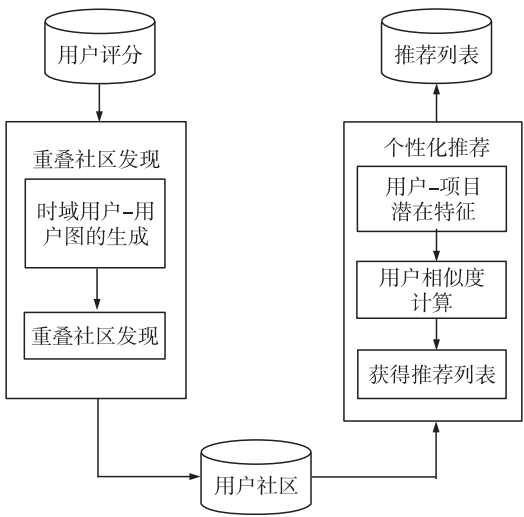 用户评分
重叠社区发现
时域用户–用
户图的生成
重叠社区发现
用户社区
推荐列表
个性化推荐
用户–项目
潜在特征
用户相似度
计算
获得推荐列表